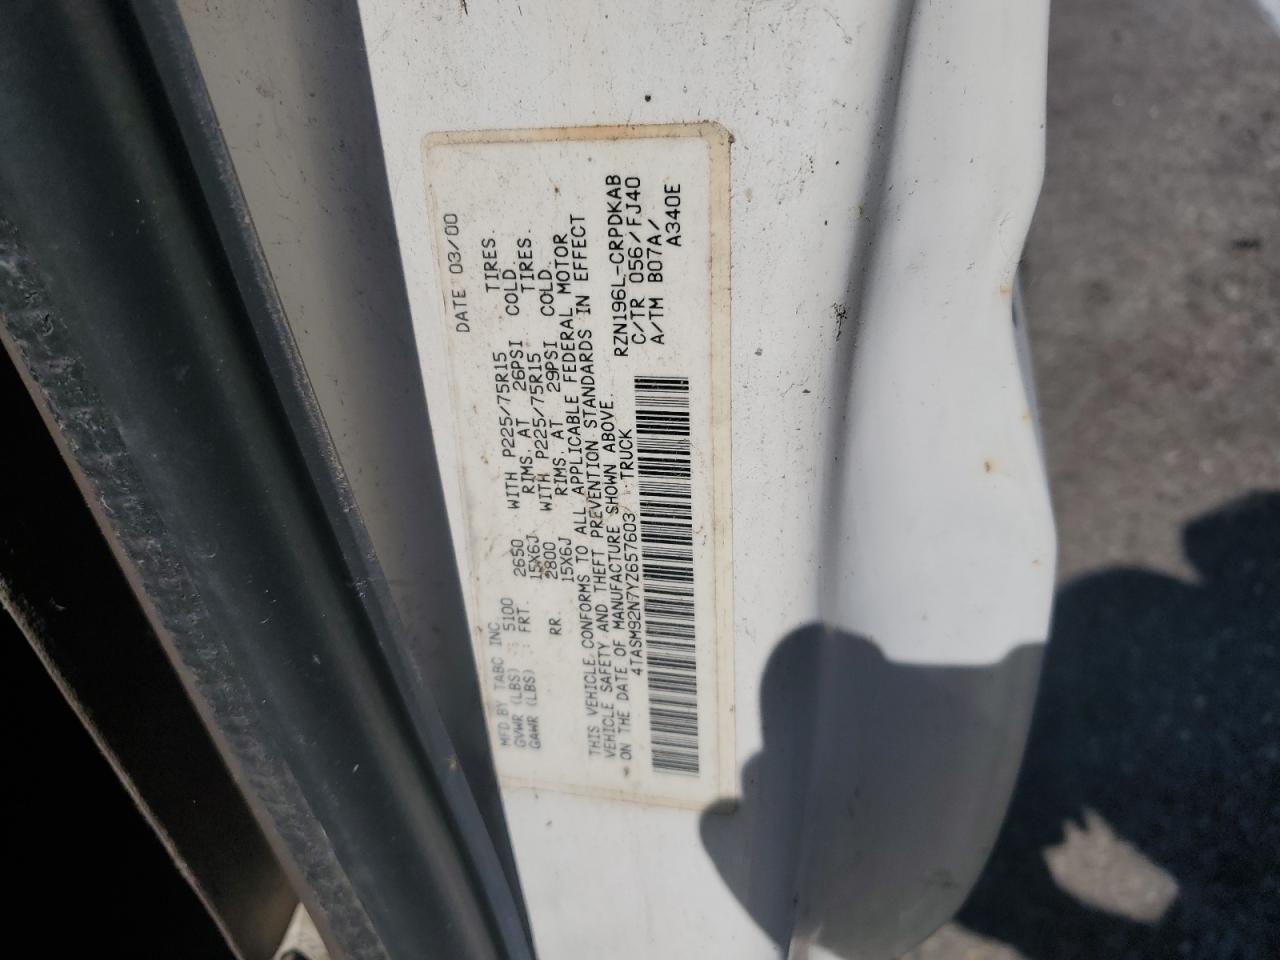 MFD BY TABC INC. DATE 03/00
GVWR (LBS) : 5100
GAWR (LBS) FRT. 2650 WITH P225/75R15 TIRES.
15X6J RIMS. AT 26PSI COLD.
RR. 2800 WITH P225/75R15 TIRES.
15X6J RIMS. AT 29PSI COLD.
THIS VEHICLE CONFORMS TO ALL APPLICABLE FEDERAL MOTOR
VEHICLE SAFETY AND THEFT PREVENTION STANDARDS IN EFFECT
ON THE DATE OF MANUFACTURE SHOWN ABOVE.
4TASM92N7YZ657603 TRUCK
RZN196L-CRPDKAB
C/TR 056/FJ40
A/TM B07A/
A340E